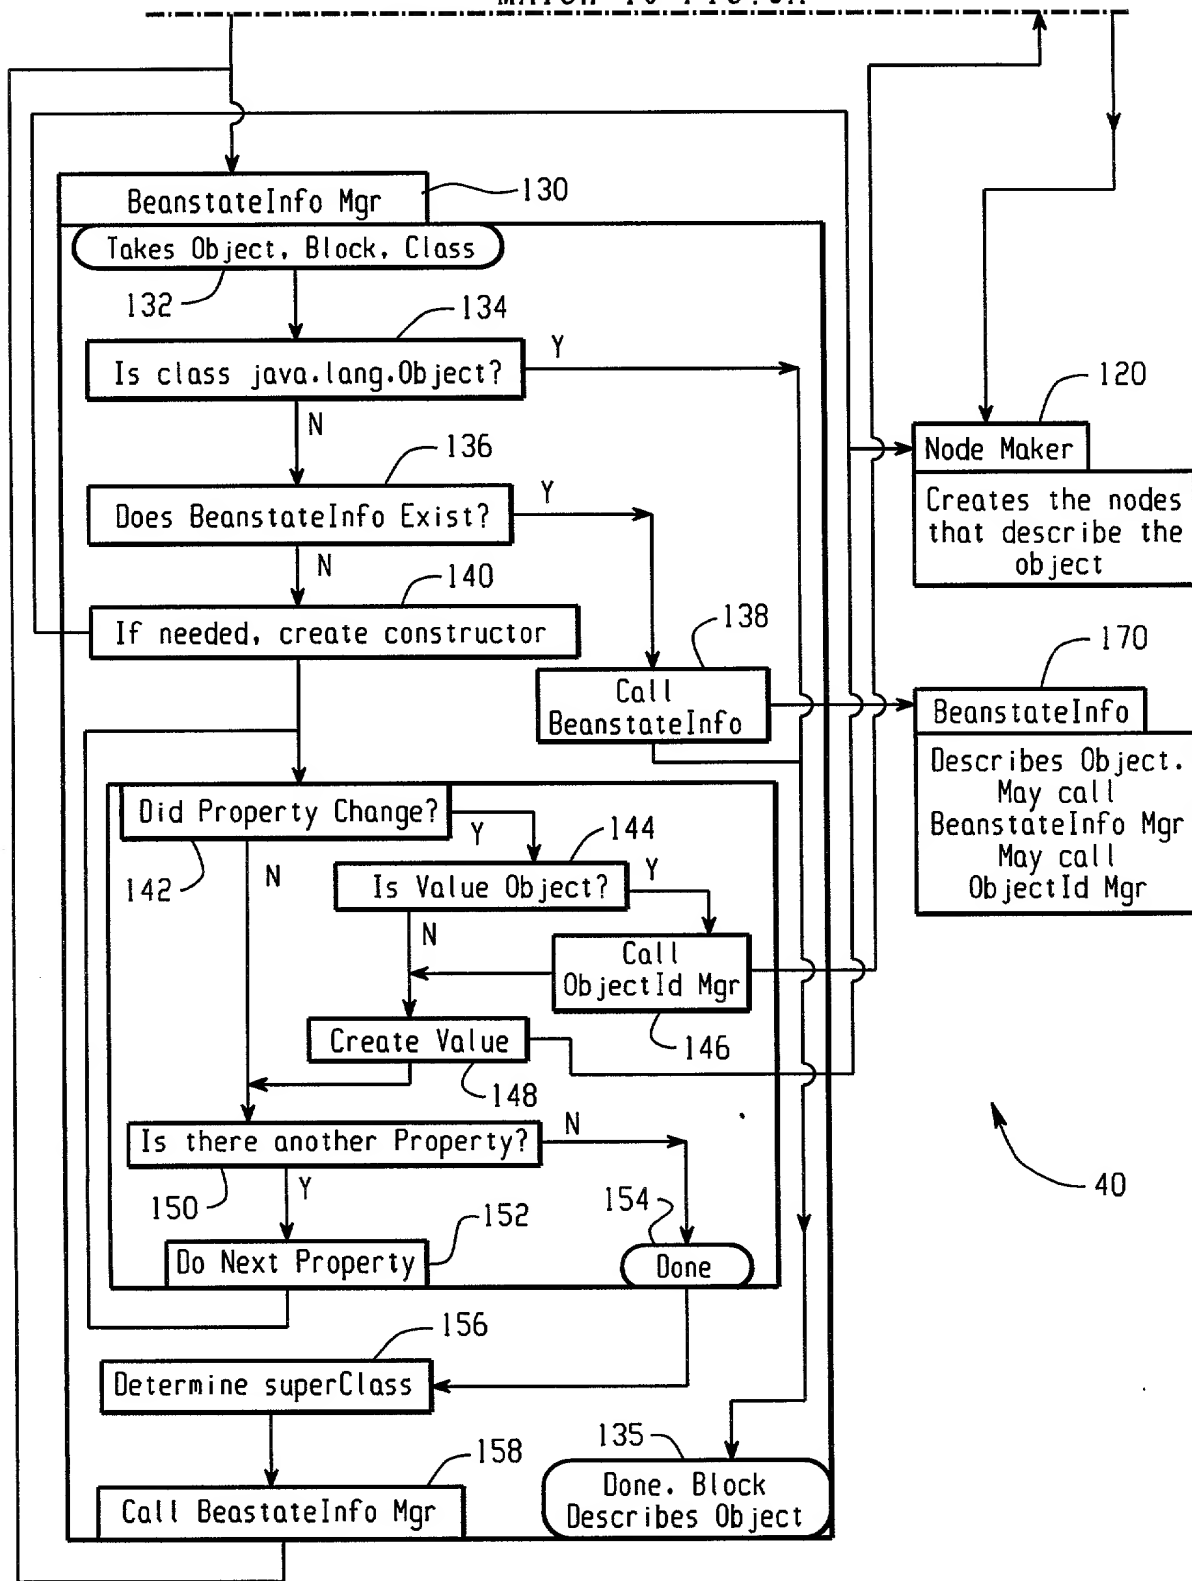 BeanstateInfo Mgr
130
Takes Object, Block, Class
132
134
Is class java.lang.Object?
Y
N
136
Does BeanstateInfo Exist?
Y
N
140
If needed, create constructor
138
Call
BeanstateInfo
120
Node Maker
Creates the nodes
that describe the
object
170
BeanstateInfo
Describes Object.
May call
BeanstateInfo Mgr
May call
ObjectId Mgr
Did Property Change?
142
Y
N
144
Is Value Object?
Y
N
Call
ObjectId Mgr
146
Create Value
148
Is there another Property?
N
150
Y
152
Do Next Property
154
Done
40
156
Determine superClass
158
Call BeastateInfo Mgr
135
Done. Block
Describes Object